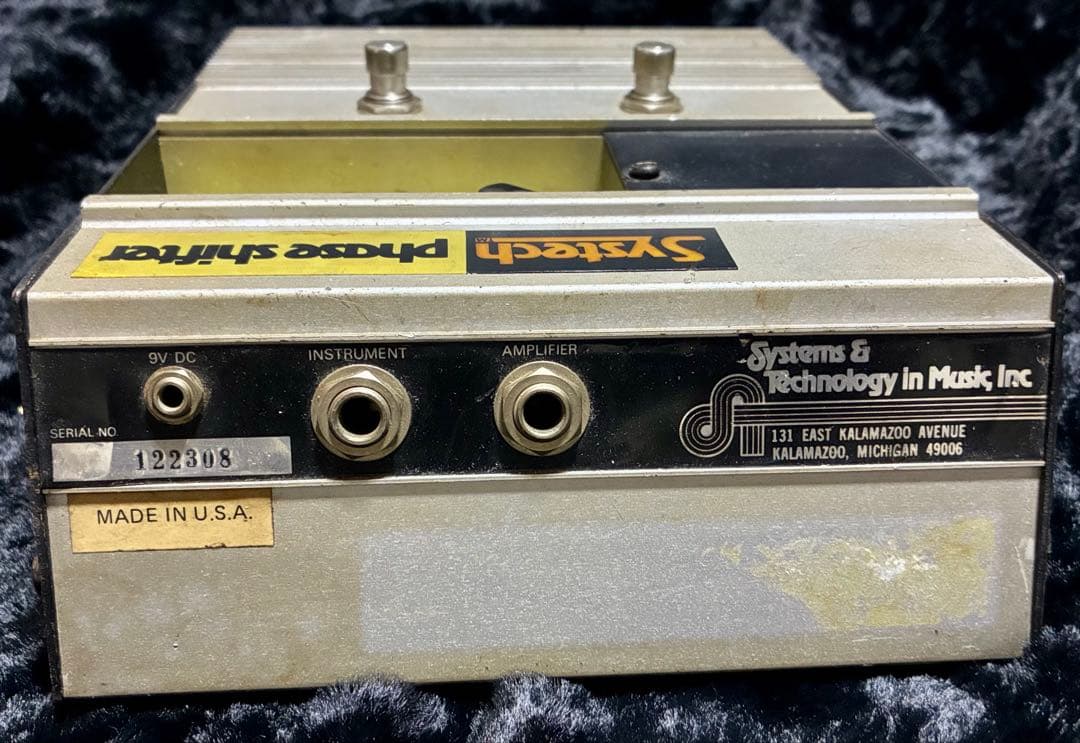 phase shifter Systech TM
9V DC
INSTRUMENT
AMPLIFIER
Systems &
Technology in Music, Inc
131 EAST KALAMAZOO AVENUE
KALAMAZOO, MICHIGAN 49006
SERIAL NO.
122308
MADE IN U.S.A.